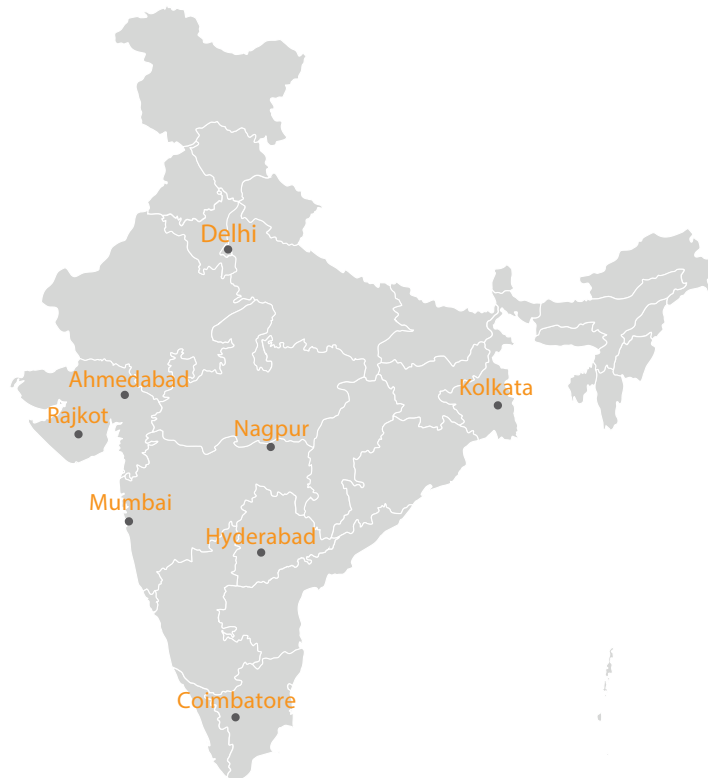 Delhi
Ahmedabad
Kolkata
Rajkot
Nagpur
Mumbai
Hyderabad
Coimbatore